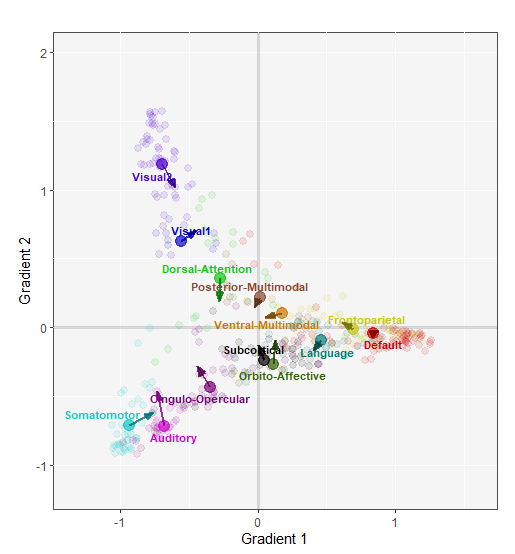 2
1
0
-1
Gradient 2
Visual2
Visual1
Dorsal-Attention
Posterior-Multimodal
Ventral-Multimodal
Frontoparietal
Default
Subcortical
Language
Orbito-Affective
Cingulo-Opercular
Somatomotor
Auditory
-1
0
1
Gradient 1